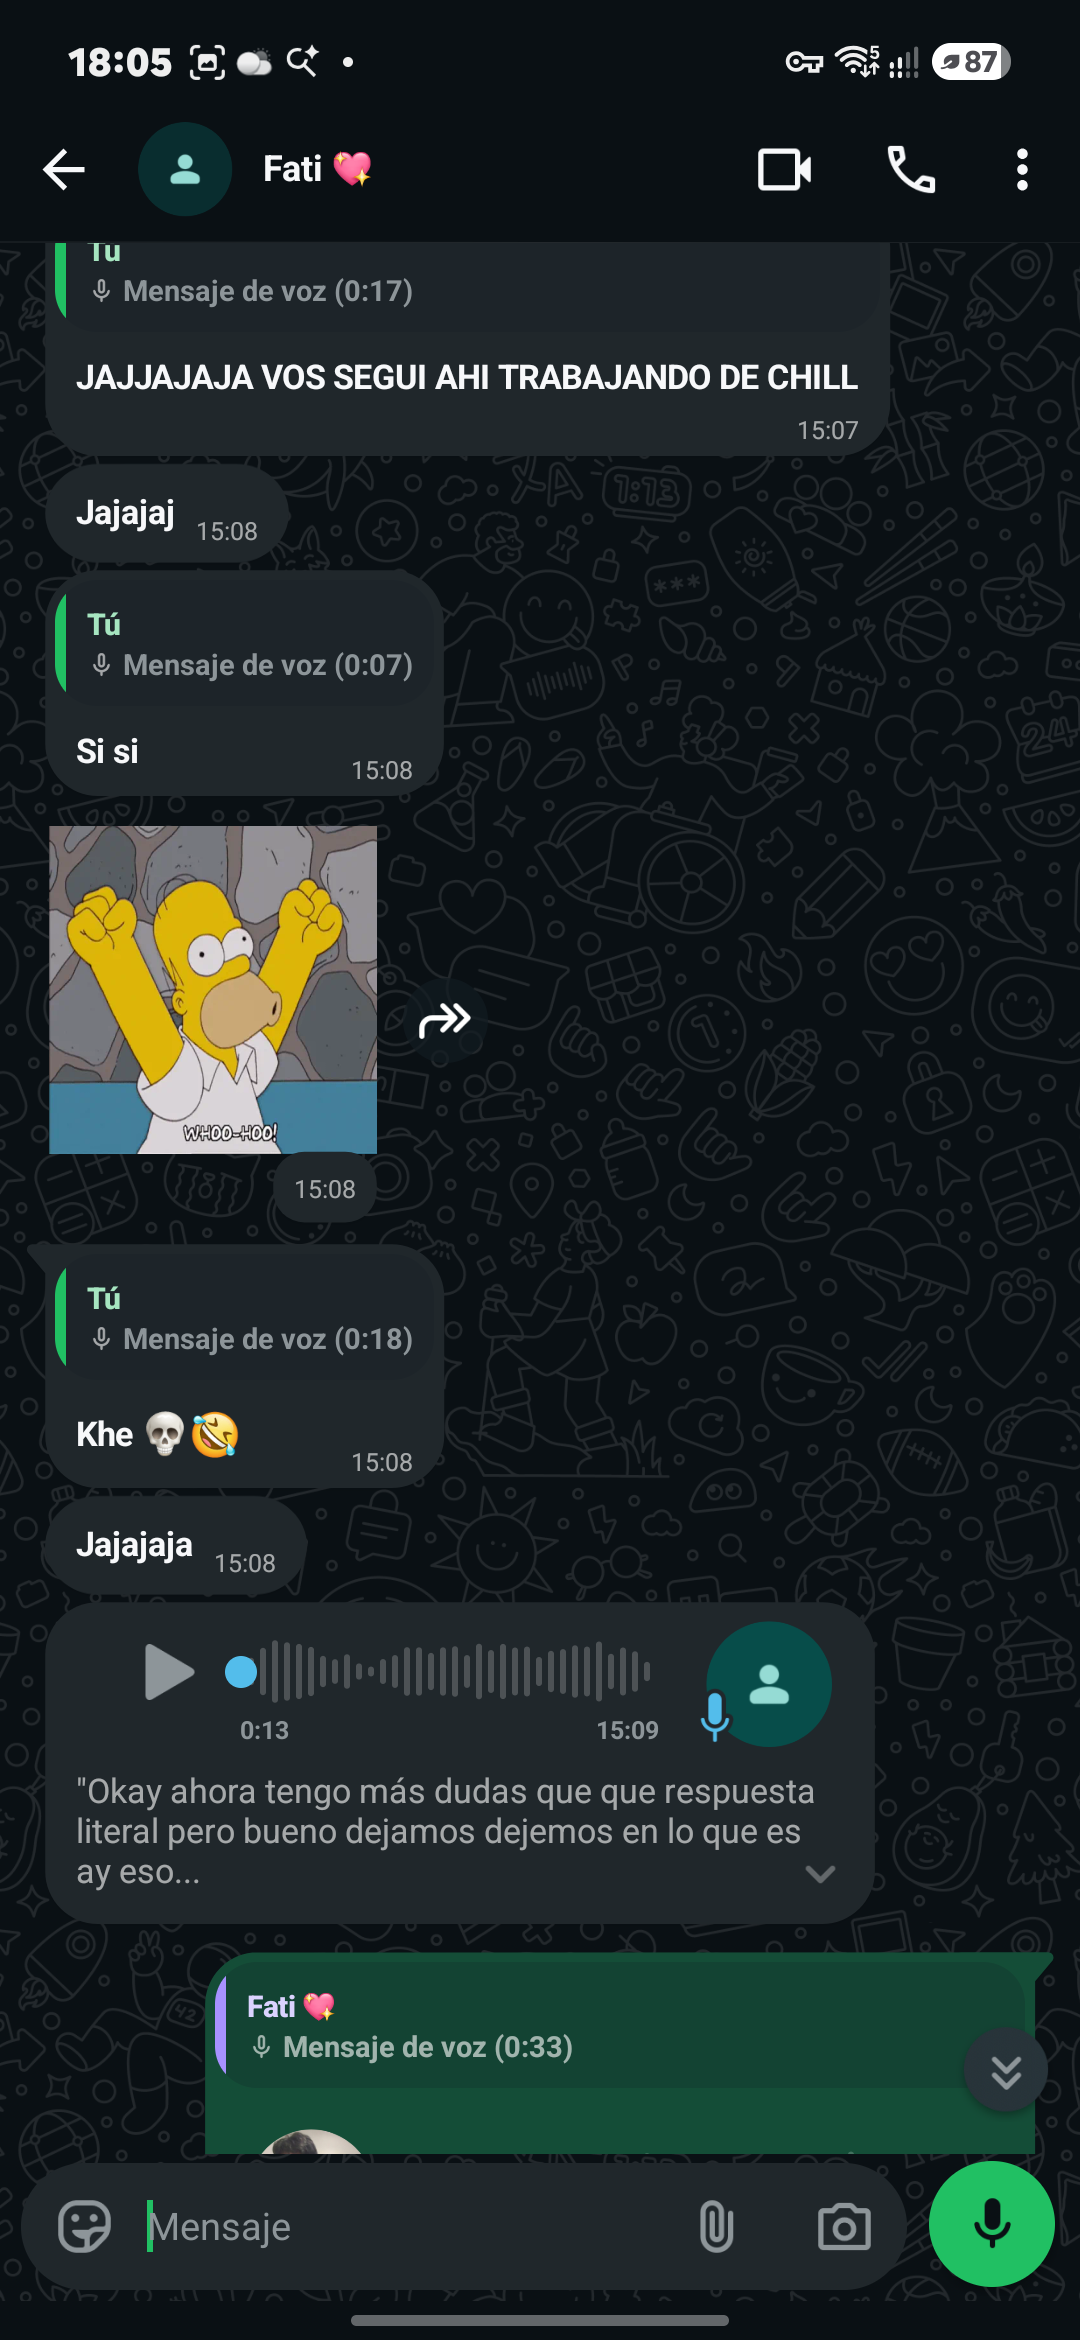 18:05
5
87
Fati 💖
Tú
Mensaje de voz (0:17)
JAJJAJAJA VOS SEGUI AHI TRABAJANDO DE CHILL
15:07
Jajajaj 15:08
Tú
Mensaje de voz (0:07)
Si si
15:08
WHOO-HOO!
15:08
Tú
Mensaje de voz (0:18)
Khe 💀🤣
15:08
Jajajaja 15:08
0:13 15:09
"Okay ahora tengo más dudas que que respuesta
literal pero bueno dejamos dejemos en lo que es
ay eso...
Fati 💖
Mensaje de voz (0:33)
Mensaje